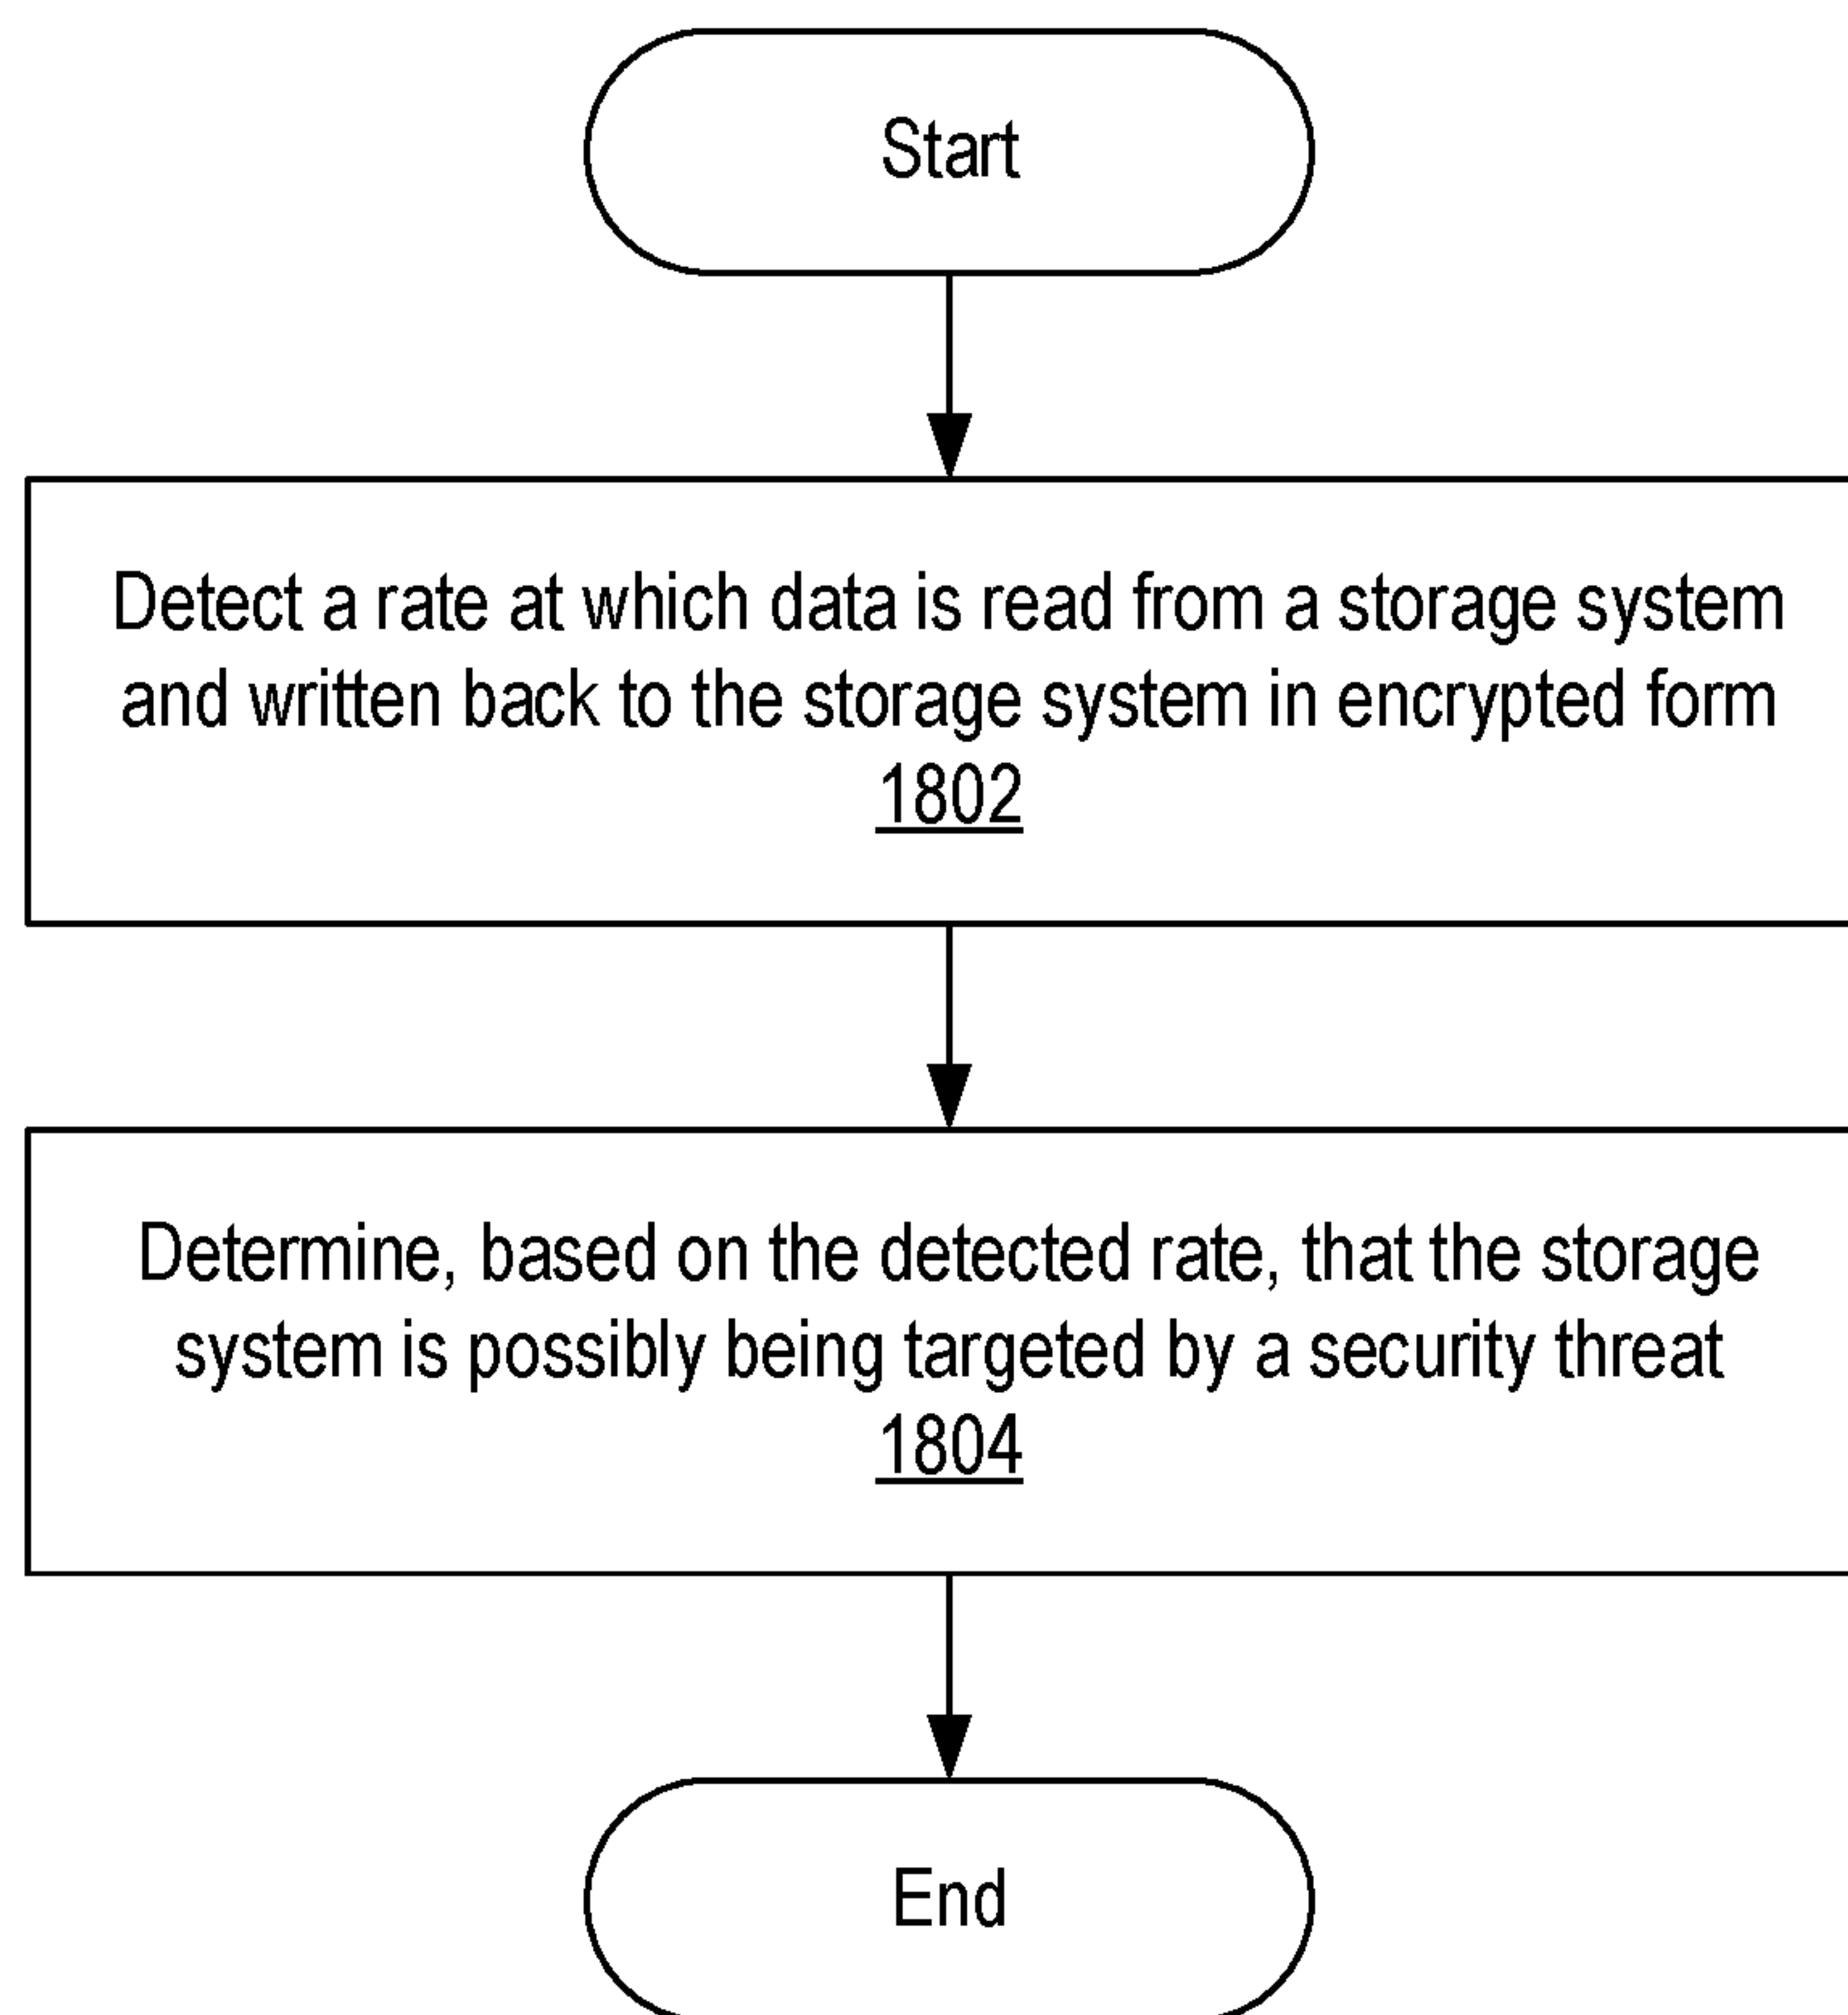 Start
Detect a rate at which data is read from a storage system
and written back to the storage system in encrypted form
1802
Determine, based on the detected rate, that the storage
system is possibly being targeted by a security threat
1804
End